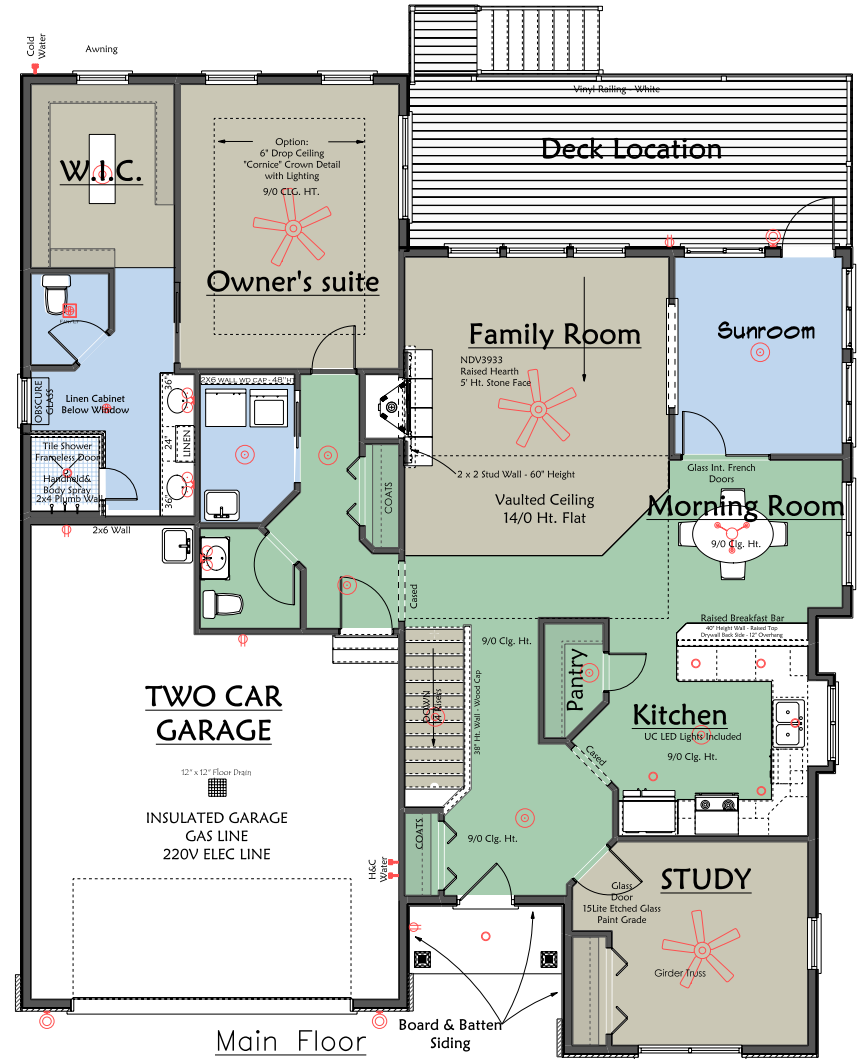 Cold
Water
Awning
Vinyl Railing - White
Deck Location
Option:
6" Drop Ceiling
"Cornice" Crown Detail
with Lighting
9/0 CLG. HT.
W.I.C.
Owner's suite
Family Room
NDV3933
Raised Hearth
5' Ht. Stone Face
Sunroom
2X6 WALL WD CAP - 48" HT
OBSCURE
GLASS
Linen Cabinet
Below Window
36"
24"
LINEN
36"
Tile Shower
Frameless Door
Handheld&
Body Spray
2x4 Plumb Wall
2x6 Wall
COATS
2 x 2 Stud Wall - 60" Height
Vaulted Ceiling
14/0 Ht. Flat
Glass Int. French
Doors
Morning Room
9/0 Clg. Ht.
Cased
Raised Breakfast Bar
40" Height Wall - Raised Top
Drywall Back Side - 12" Overhang
9/0 Clg. Ht.
Pantry
DOWN
14 Risers
38" Ht. Wall - Wood Cap
Kitchen
UC LED Lights Included
9/0 Clg. Ht.
Cased
TWO CAR
GARAGE
12" x 12" Floor Drain
INSULATED GARAGE
GAS LINE
220V ELEC LINE
H&C
Water
COATS
9/0 Clg. Ht.
STUDY
Glass
Door
15Lite Etched Glass
Paint Grade
Girder Truss
Board & Batten
Siding
Main Floor